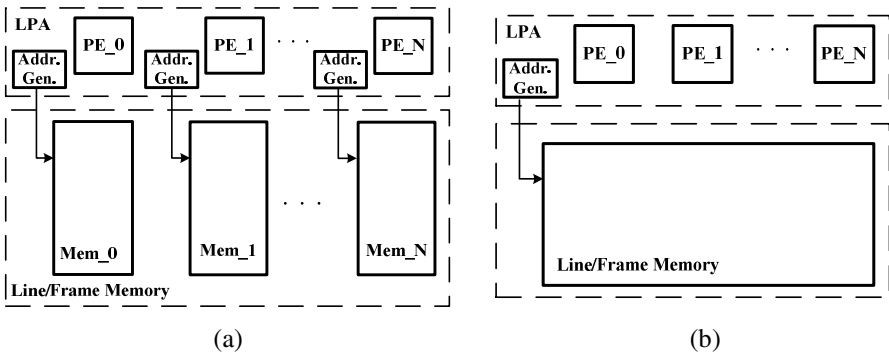 LPA
PE_0
PE_1
. . .
PE_N
Addr.
Gen.
Addr.
Gen.
Addr.
Gen.
Mem_0
Mem_1
. . .
Mem_N
Line/Frame Memory
(a)
LPA
PE_0
PE_1
. . .
PE_N
Addr.
Gen.
Line/Frame Memory
(b)